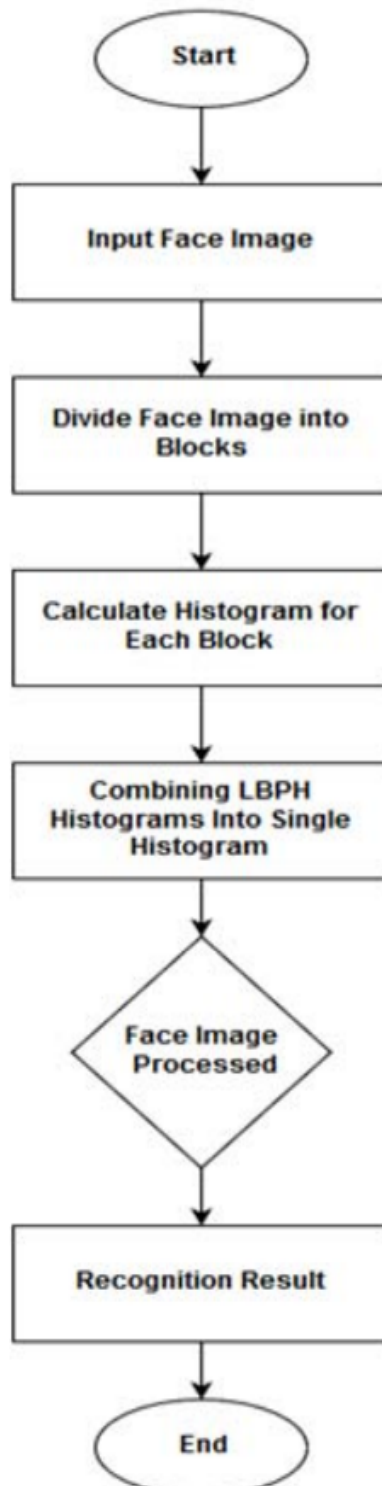 Start
Input Face Image
Divide Face Image into
Blocks
Calculate Histogram for
Each Block
Combining LBPH
Histograms Into Single
Histogram
Face Image
Processed
Recognition Result
End